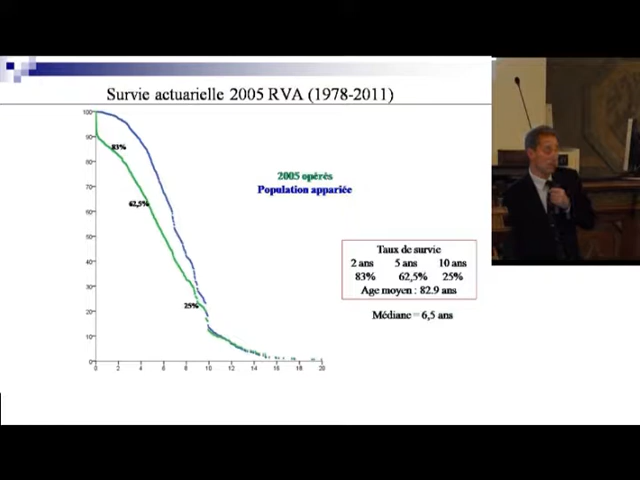 Survie actuarielle 2005 RVA (1978-2011)
100
90
80
70
60
50
40
30
20
10
0
83%
62,5%
25%
0 2 4 6 8 10 12 14 16 18 20
2005 opérés
Population appariée
Taux de survie
2 ans 5 ans 10 ans
83% 62,5% 25%
Age moyen : 82.9 ans
Médiane = 6,5 ans